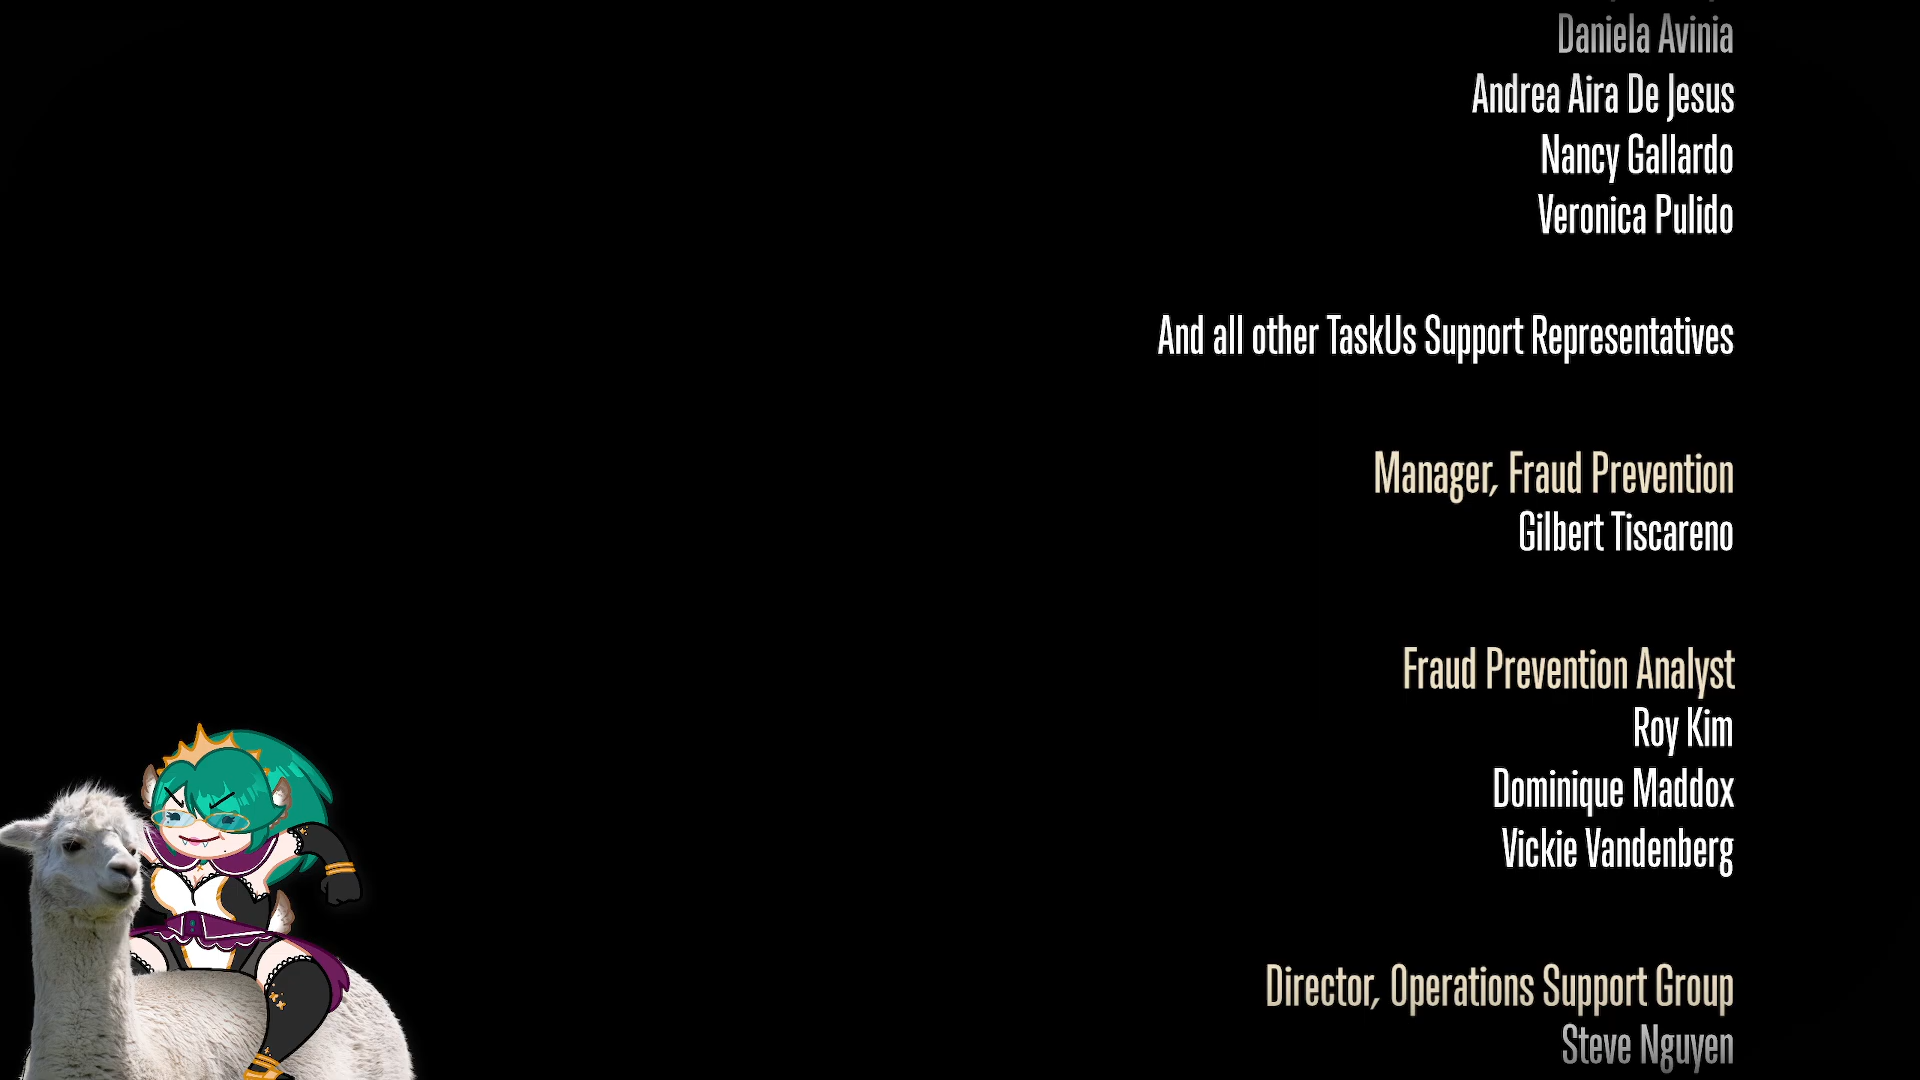 Daniela Avinia
Andrea Aira De Jesus
Nancy Gallardo
Veronica Pulido
And all other TaskUs Support Representatives
Manager, Fraud Prevention
Gilbert Tiscareno
Fraud Prevention Analyst
Roy Kim
Dominique Maddox
Vickie Vandenberg
Director, Operations Support Group
Steve Nguyen